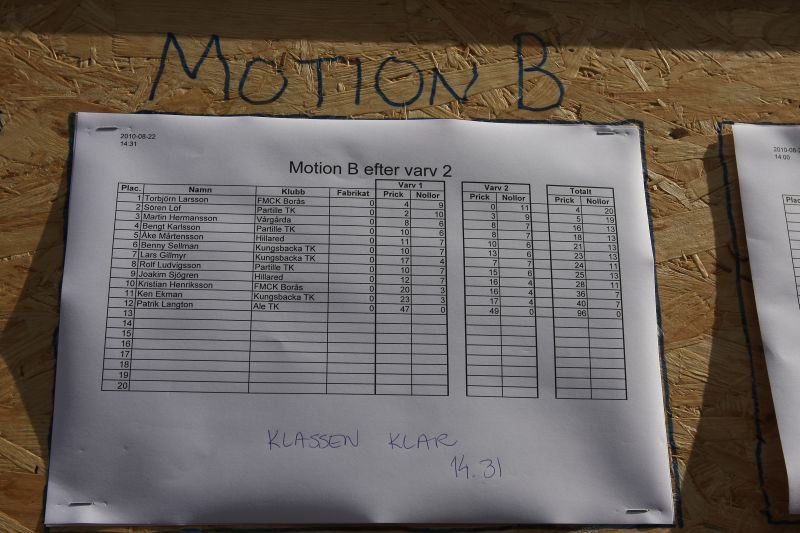 MOTION B
2010-08-22
14:31
Motion B efter varv 2
Varv 1 Varv 2 Totalt
Plac. Namn Klubb Fabrikat Prick Nollor Prick Nollor Prick Nollor
1 Torbjörn Larsson FMCK Borås 0 4 9 0 11 4 20
2 Sören Löf Partille TK 0 2 10 3 9 5 19
3 Martin Hermansson Vårgårda 0 8 6 8 7 16 13
4 Bengt Karlsson Partille TK 0 10 6 8 7 18 13
5 Åke Mårtensson Hillared 0 11 7 10 6 21 13
6 Benny Sellman Kungsbacka TK 0 10 7 13 6 23 13
7 Lars Gillmyr Kungsbacka TK 0 17 4 7 7 24 11
8 Rolf Ludvigsson Partille TK 0 10 7 15 6 25 13
9 Joakim Sjögren Hillared 0 12 7 16 4 28 11
10 Kristian Henriksson FMCK Borås 0 20 3 16 4 36 7
11 Ken Ekman Kungsbacka TK 0 23 3 17 4 40 7
12 Patrik Langton Ale TK 0 47 0 49 0 96 0
13
14
15
16
17
18
19
20
KLASSEN KLAR
14.31
2010-08-
14:00